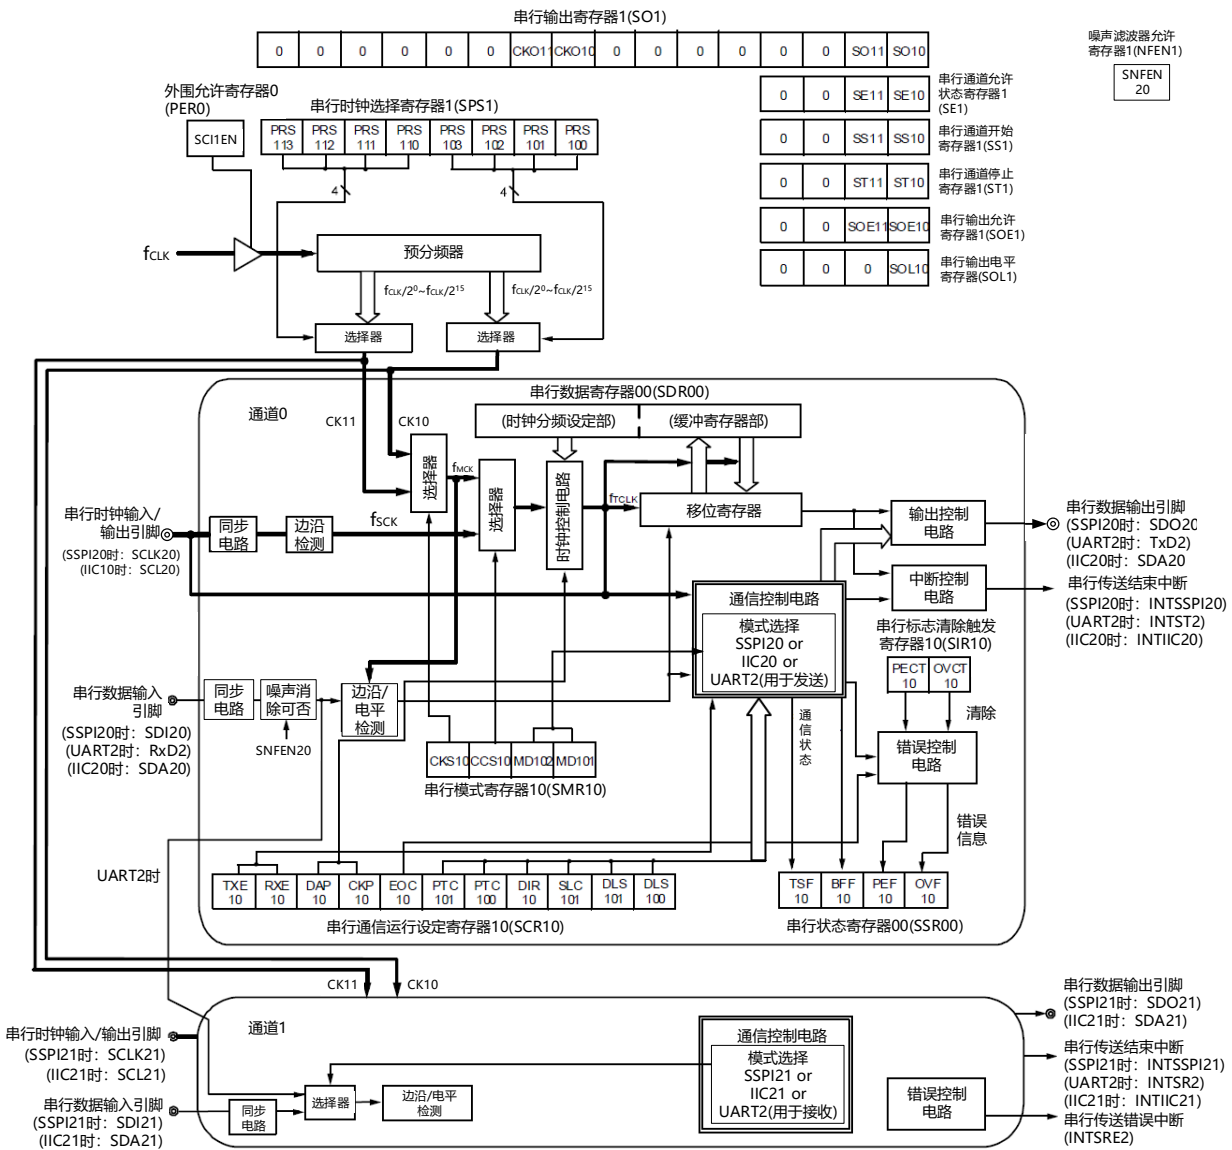 串行输出寄存器1(SO1)
0 0 0 0 0 0 CKO11 CKO10 0 0 0 0 0 0 SO11 SO10
噪声滤波器允许
寄存器1(NFEN1)
SNFEN
20
0 0 SE11 SE10
串行通道允许
状态寄存器1
(SE1)
0 0 SS11 SS10
串行通道开始
寄存器1(SS1)
0 0 ST11 ST10
串行通道停止
寄存器1(ST1)
0 0 SOE11 SOE10
串行输出允许
寄存器1(SOE1)
0 0 0 SOL10
串行输出电平
寄存器(SOL1)
外围允许寄存器0
(PER0)
SCI1EN
串行时钟选择寄存器1(SPS1)
PRS PRS PRS PRS PRS PRS PRS PRS
113 112 111 110 103 102 101 100
4
4
fCLK
预分频器
fCLK/2⁰~fCLK/2¹⁵
fCLK/2⁰~fCLK/2¹⁵
选择器
选择器
通道0
CK11
CK10
串行数据寄存器00(SDR00)
(时钟分频设定部)
(缓冲寄存器部)
选择器
fMCK
选择器
时钟控制电路
fTCLK
移位寄存器
输出控制
电路
串行数据输出引脚
(SSPI20时：SDO20
(UART2时：TxD2)
(IIC20时：SDA20
串行时钟输入/
输出引脚
(SSPI20时：SCLK20)
(IIC10时：SCL20)
同步
电路
边沿
检测
fSCK
通信控制电路
模式选择
SSPI20 or
IIC20 or
UART2(用于发送)
中断控制
电路
串行传送结束中断
(SSPI20时：INTSSPI20)
(UART2时：INTST2)
(IIC20时：INTIIC20)
串行标志清除触发
寄存器10(SIR10)
PECT OVCT
10 10
清除
串行数据输入
引脚
(SSPI20时：SDI20)
(UART2时：RxD2)
(IIC20时：SDA20)
同步
电路
噪声消
除可否
SNFEN20
边沿/
电平
检测
通信状态
错误控制
电路
CKS10 CCS10 MD102 MD101
串行模式寄存器10(SMR10)
错误
信息
UART2时
TXE RXE DAP CKP EOC PTC PTC DIR SLC DLS DLS
10 10 10 10 10 101 100 10 101 101 100
串行通信运行设定寄存器10(SCR10)
TSF BFF PEF OVF
10 10 10 10
串行状态寄存器00(SSR00)
CK11
CK10
通道1
串行时钟输入/输出引脚
(SSPI21时：SCLK21)
(IIC21时：SCL21)
串行数据输入引脚
(SSPI21时：SDI21)
(IIC21时：SDA21)
同步
电路
选择器
边沿/电平
检测
通信控制电路
模式选择
SSPI21 or
IIC21 or
UART2(用于接收)
错误控制
电路
串行数据输出引脚
(SSPI21时：SDO21)
(IIC21时：SDA21)
串行传送结束中断
(SSPI21时：INTSSPI21)
(UART2时：INTSR2)
(IIC21时：INTIIC21)
串行传送错误中断
(INTSRE2)